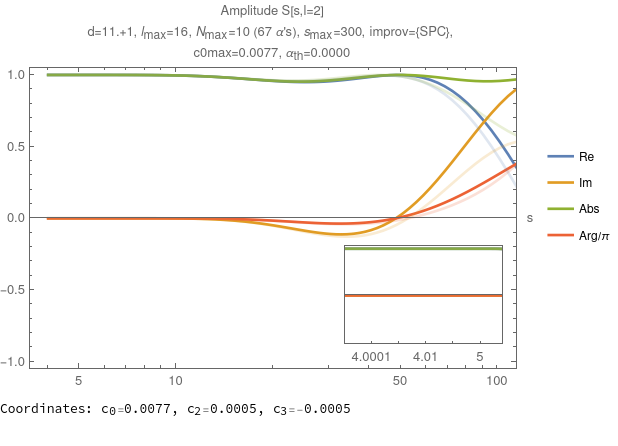 Amplitude S[s,l=2]
d=11.+1, lmax=16, Nmax=10 (67 α's), smax=300, improv={SPC},
c0max=0.0077, αth=0.0000
1.0
0.5
0.0
−0.5
−1.0
s
Re
Im
Abs
Arg/π
4.0001 4.01 5
5 10 50 100
Coordinates: c0=0.0077, c2=0.0005, c3=-0.0005